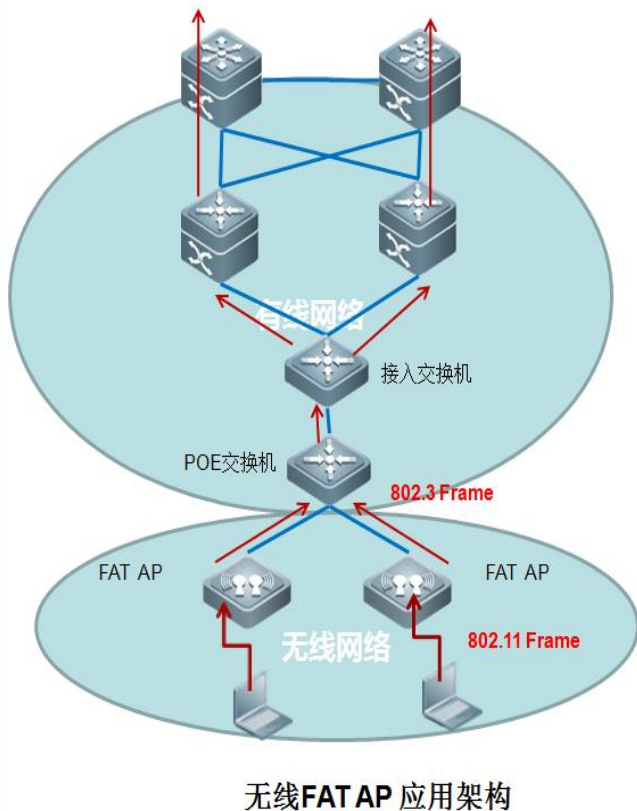 有线网络
接入交换机
POE交换机
802.3 Frame
FAT AP
FAT AP
无线网络
802.11 Frame
无线FAT AP 应用架构